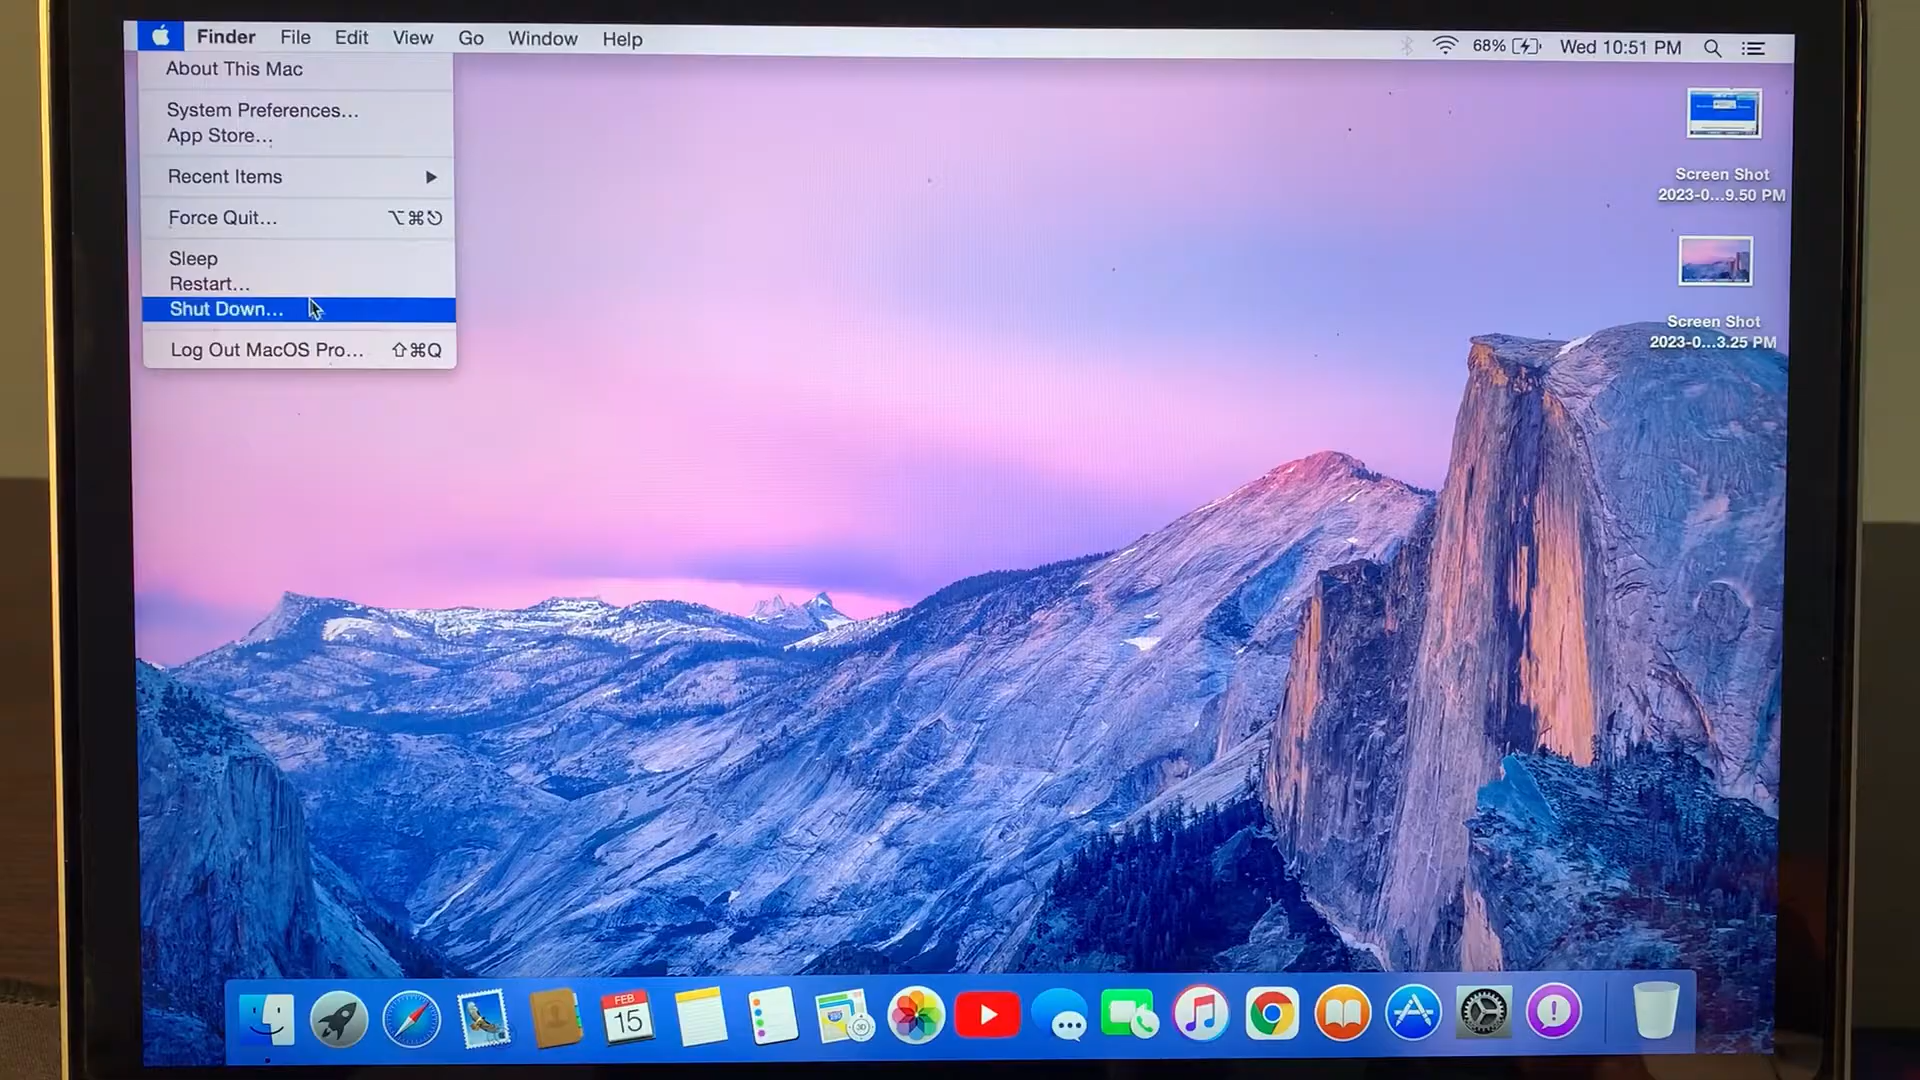 Finder File Edit View Go Window Help
68% Wed 10:51 PM
About This Mac
System Preferences...
App Store...
Recent Items ▶
Force Quit... ⌥⌘⎋
Sleep
Restart...
Shut Down...
Log Out MacOS Pro... ⇧⌘Q
Screen Shot
2023-0...9.50 PM
Screen Shot
2023-0...3.25 PM
FEB
15
3D